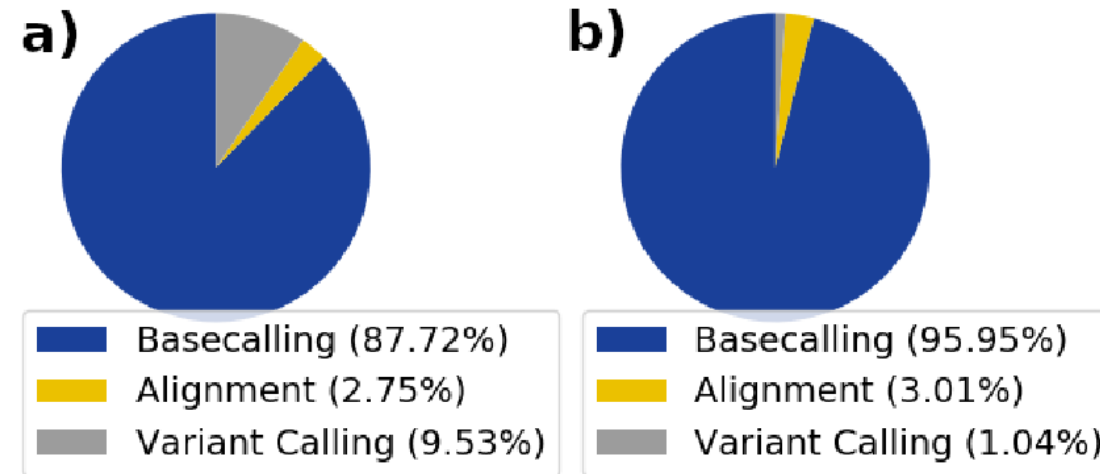 a)
Basecalling (87.72%)
Alignment (2.75%)
Variant Calling (9.53%)
b)
Basecalling (95.95%)
Alignment (3.01%)
Variant Calling (1.04%)